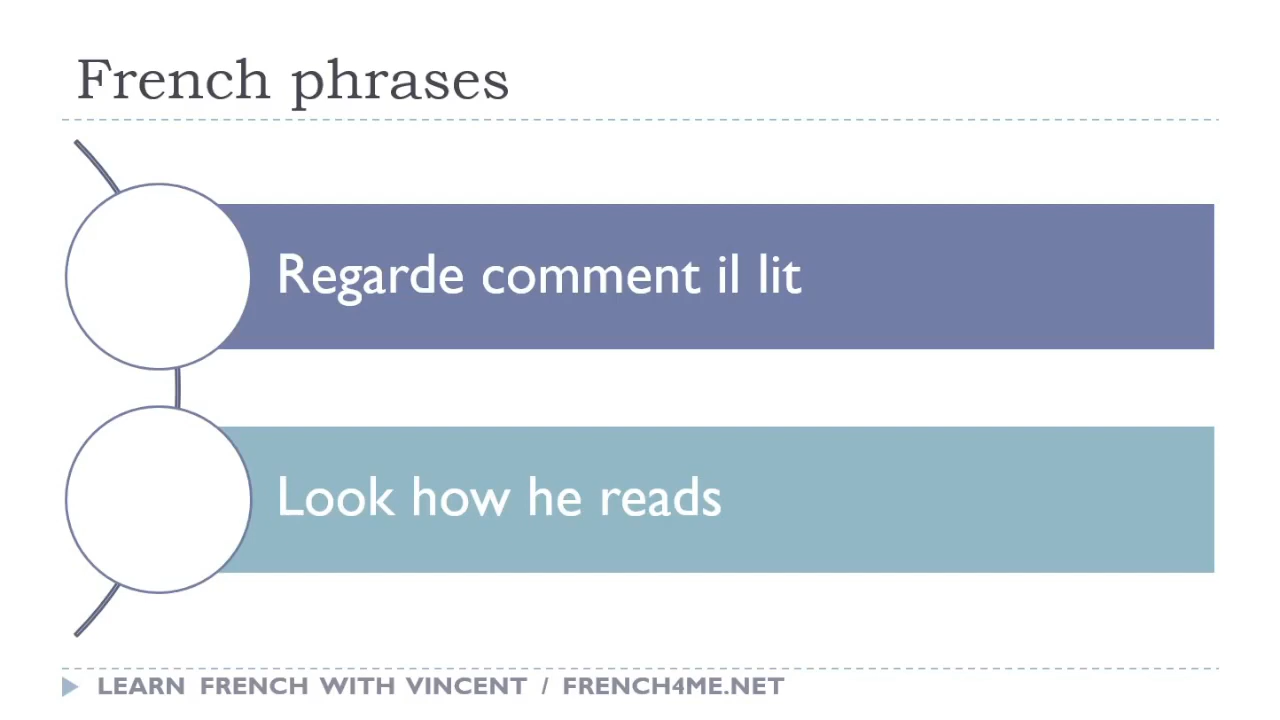 French phrases
Regarde comment il lit
Look how he reads
LEARN FRENCH WITH VINCENT / FRENCH4ME.NET